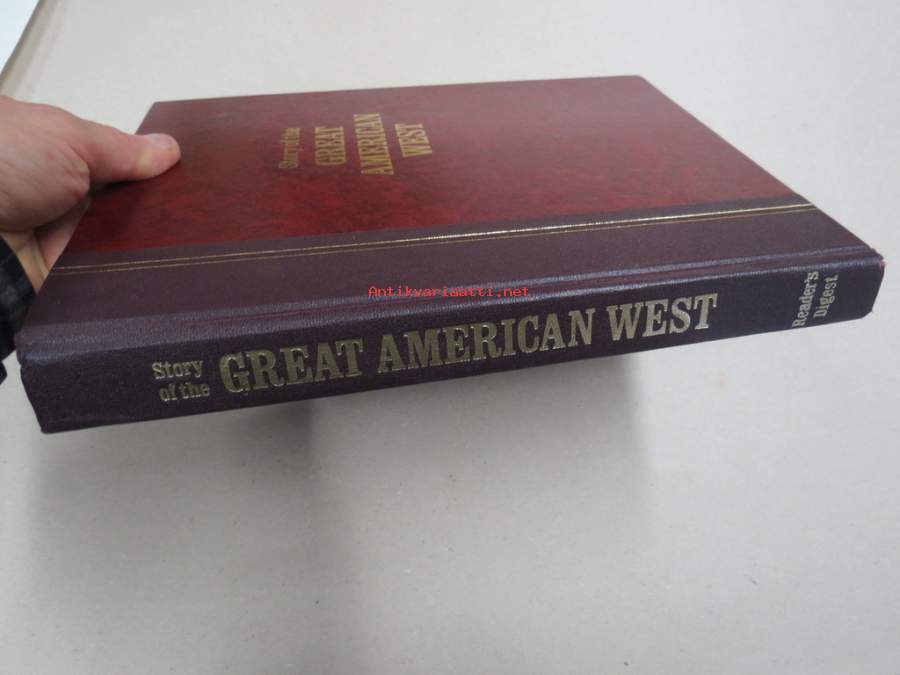 Story of the
GREAT
AMERICAN
WEST
Antikvariaatti.net
Story
of the
GREAT AMERICAN WEST
Reader's
Digest